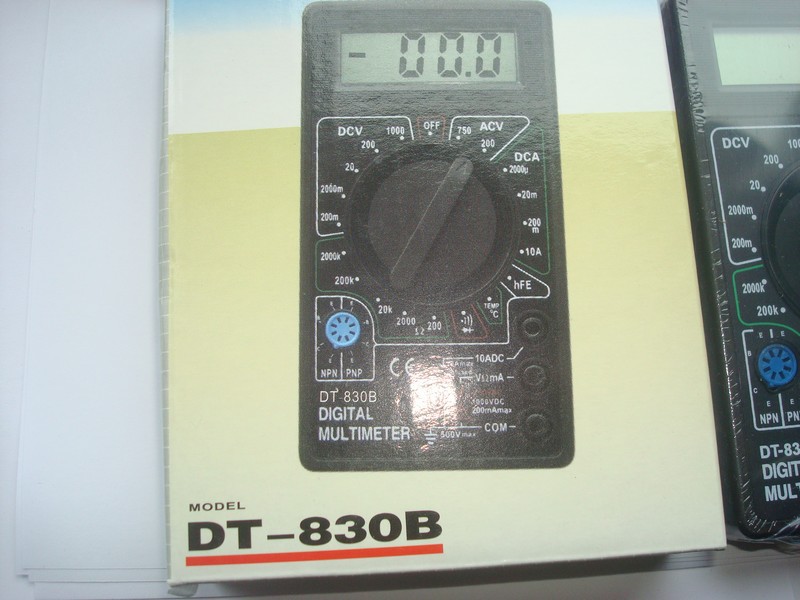 - 00.0
DCV 1000 OFF 750 ACV
200 200
DCA
20 2000μ
2000m 20m
200m 200
m
2000k 10A
200k hFE
20k 2000 Ω 200 TEMP
°C
E E
B
C
E E
NPN PNP
CE
10ADC
VΩmA
200mAmax
COM
500V max
DT-830B
DIGITAL
MULTIMETER
MODEL
DT-830B
DCV
200
20
2000m
200m
2000k
200k
E E
B
C
E
NPN
DT-83
DIGIT
MUL